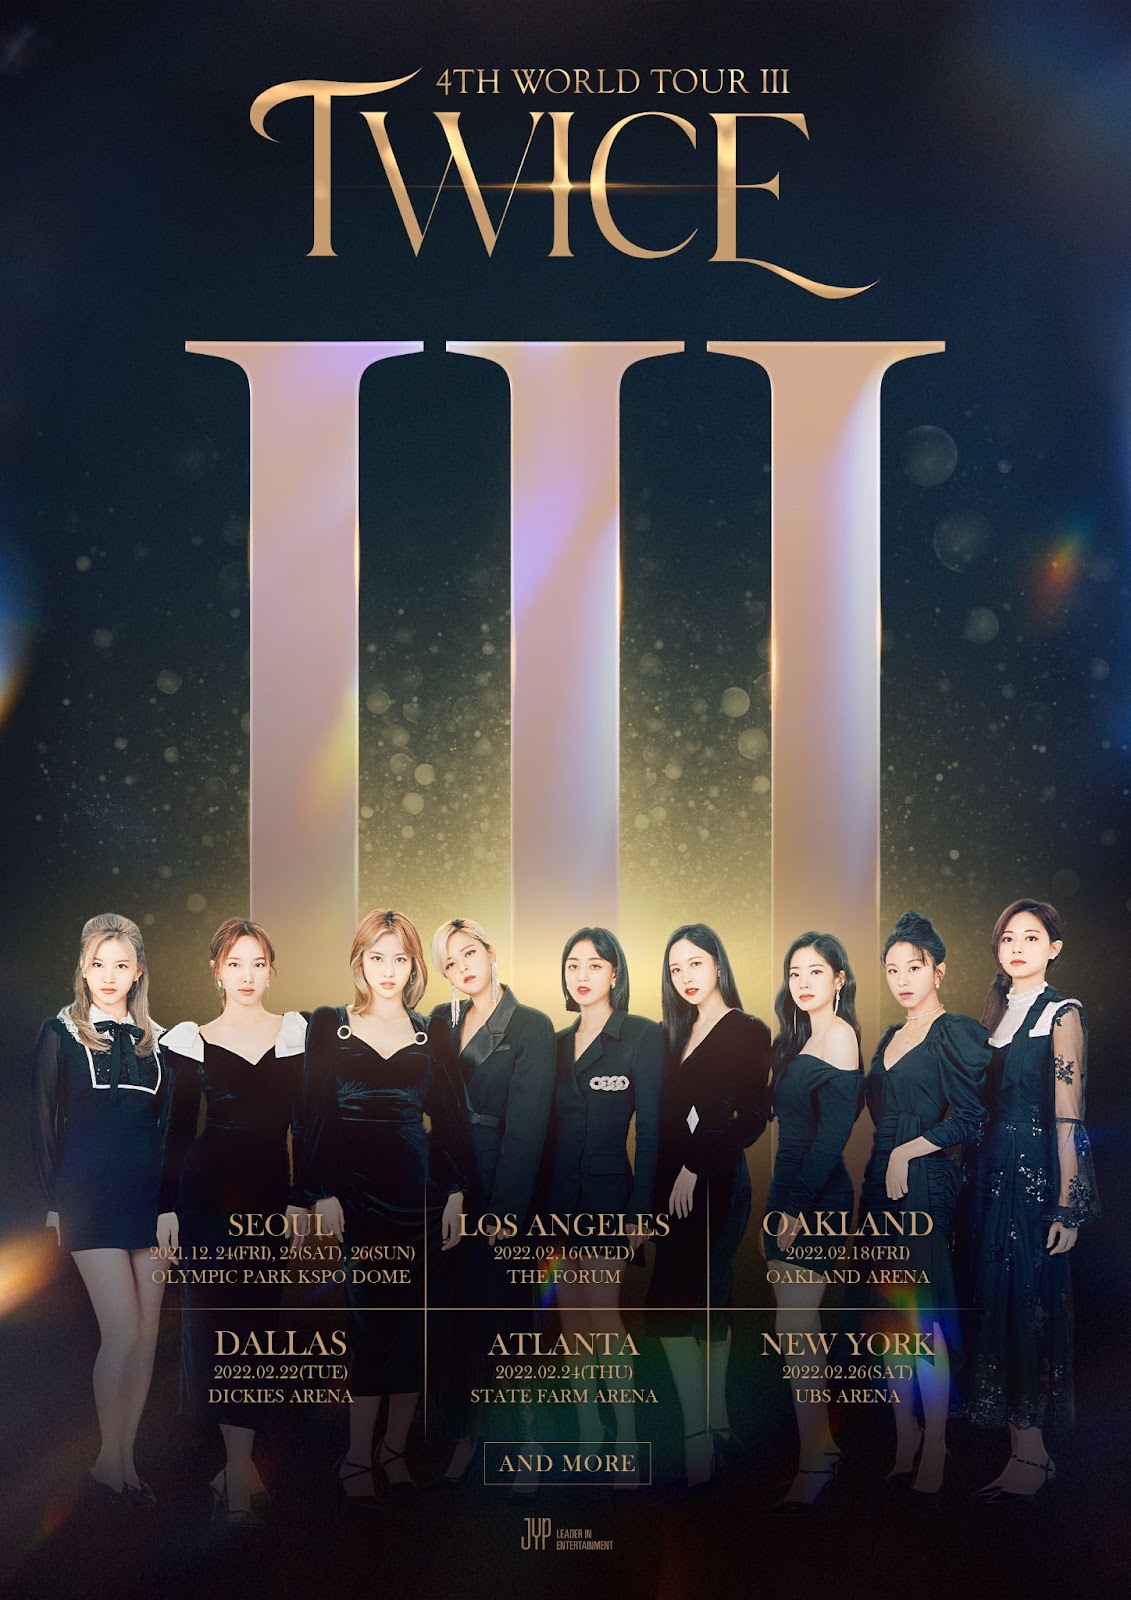 4TH WORLD TOUR III
TWICE
III
SEOUL
2021.12.24(FRI), 25(SAT), 26(SUN)
OLYMPIC PARK KSPO DOME
LOS ANGELES
2022.02.16(WED)
THE FORUM
OAKLAND
2022.02.18(FRI)
OAKLAND ARENA
DALLAS
2022.02.22(TUE)
DICKIES ARENA
ATLANTA
2022.02.24(THU)
STATE FARM ARENA
NEW YORK
2022.02.26(SAT)
UBS ARENA
AND MORE
JYP
LEADER IN
ENTERTAINMENT